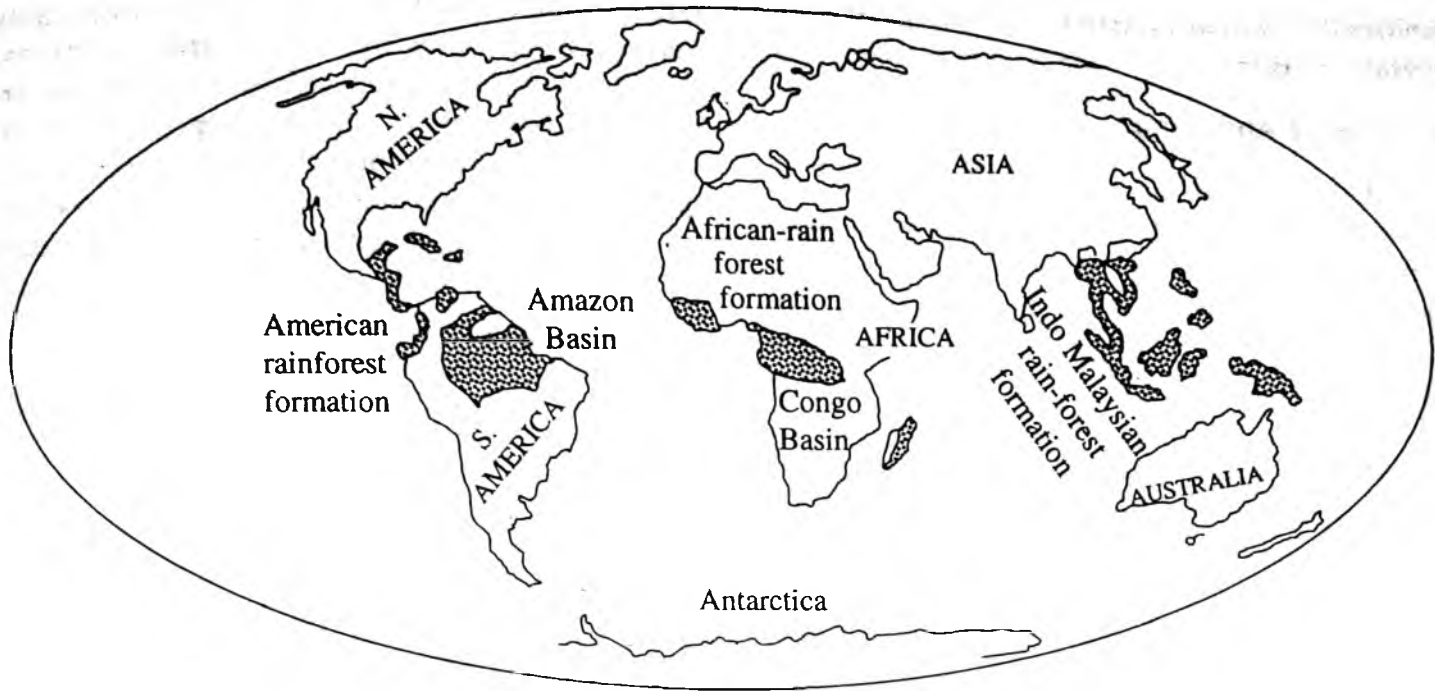 N.
AMERICA
ASIA
African-rain
forest
formation
Amazon
Basin
American
rainforest
formation
AFRICA
Indo Malaysian
rain-forest
formation
Congo
Basin
S.
AMERICA
AUSTRALIA
Antarctica